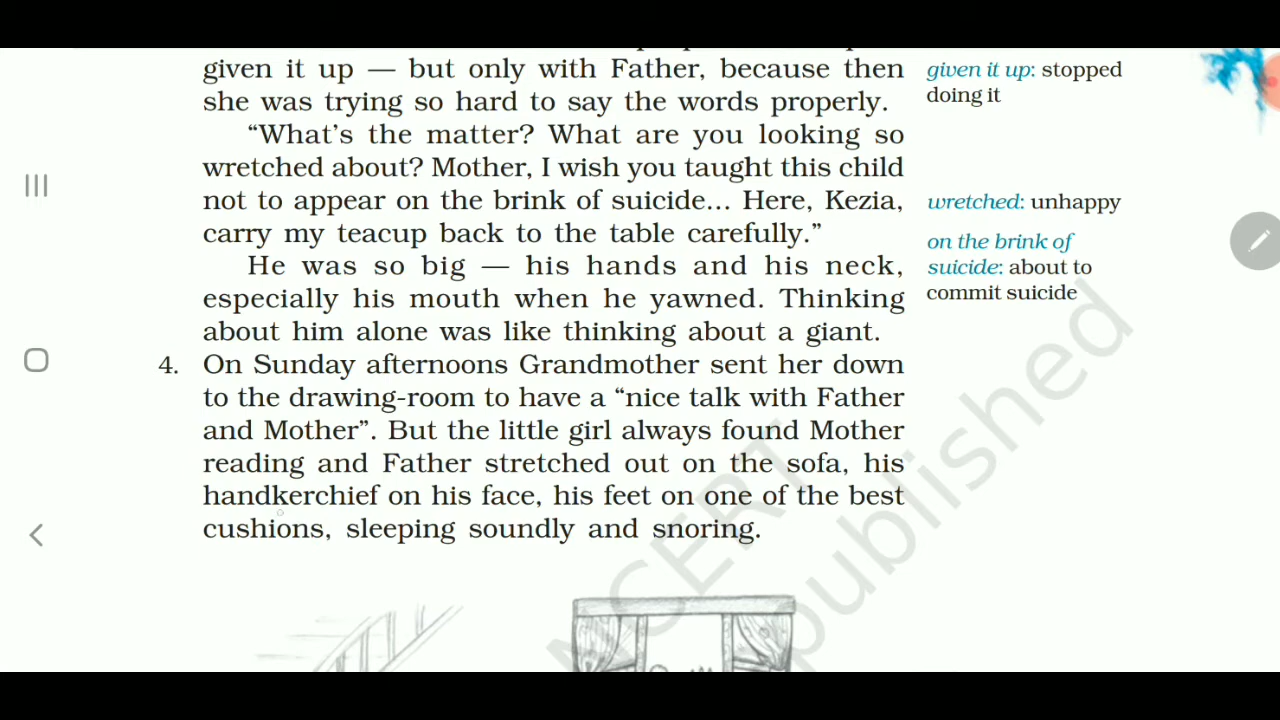 given it up — but only with Father, because then
she was trying so hard to say the words properly.
“What’s the matter? What are you looking so
wretched about? Mother, I wish you taught this child
not to appear on the brink of suicide... Here, Kezia,
carry my teacup back to the table carefully.”
He was so big — his hands and his neck,
especially his mouth when he yawned. Thinking
about him alone was like thinking about a giant.
4. On Sunday afternoons Grandmother sent her down
to the drawing-room to have a “nice talk with Father
and Mother”. But the little girl always found Mother
reading and Father stretched out on the sofa, his
handkerchief on his face, his feet on one of the best
cushions, sleeping soundly and snoring.
given it up: stopped
doing it
wretched: unhappy
on the brink of
suicide: about to
commit suicide
NCERT
published